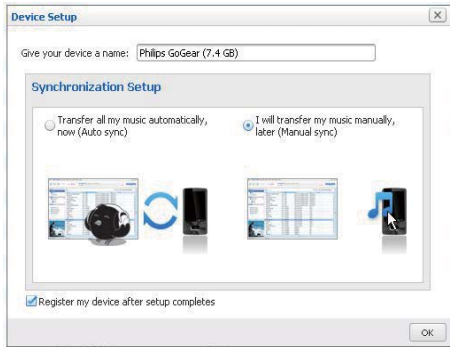 Device Setup
Give your device a name: Philips GoGear (7.4 GB)
Synchronization Setup
Transfer all my music automatically,
now (Auto sync)
I will transfer my music manually,
later (Manual sync)
Register my device after setup completes
OK